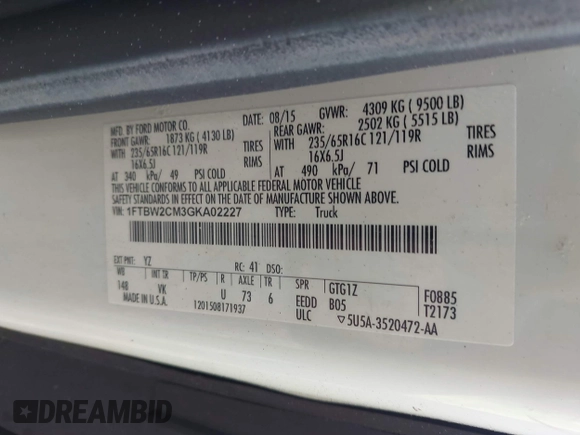 MFD. BY FORD MOTOR CO.
08/15 GVWR: 4309 KG ( 9500 LB)
FRONT GAWR: 1873 KG ( 4130 LB)
REAR GAWR: 2502 KG ( 5515 LB)
WITH 235/65R16C 121/119R TIRES
WITH 235/65R16C 121/119R TIRES
16X6.5J RIMS
16X6.5J RIMS
AT 340 kPa/ 49 PSI COLD
AT 490 kPa/ 71 PSI COLD
THIS VEHICLE CONFORMS TO ALL APPLICABLE FEDERAL MOTOR VEHICLE
SAFETY STANDARDS IN EFFECT ON THE DATE OF MANUFACTURE SHOWN ABOVE.
VIN: 1FTBW2CM3GKA02227 TYPE: Truck
EXT PNT: YZ RC: 41 DSO:
WB TP/PS R AXLE TR SPR GTG1Z F0885
148 VK U 73 6 EEDD B05 T2173
MADE IN U.S.A. 1201508171937 ULC ▽5U5A-3520472-AA
DREAMBID